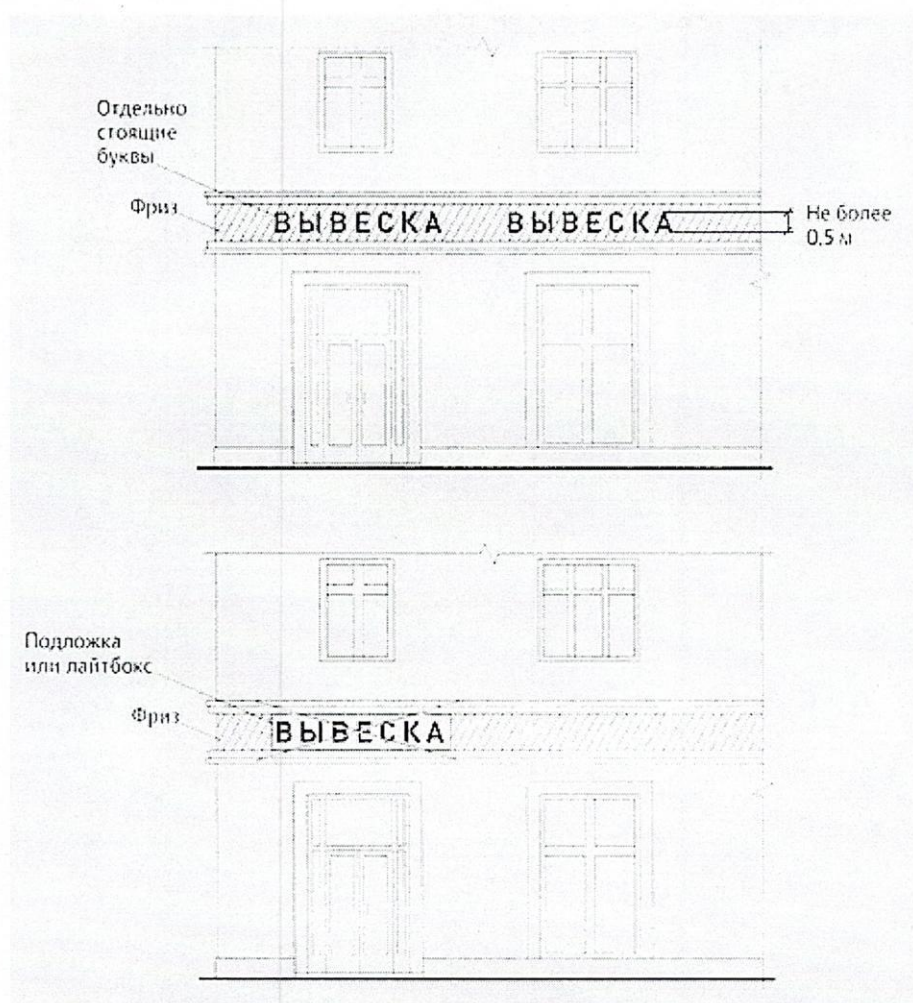 Отдельно
стоящие
буквы
Фриз
ВЫВЕСКА ВЫВЕСКА
Не более
0.5 м
Подложка
или лайтбокс
Фриз
ВЫВЕСКА